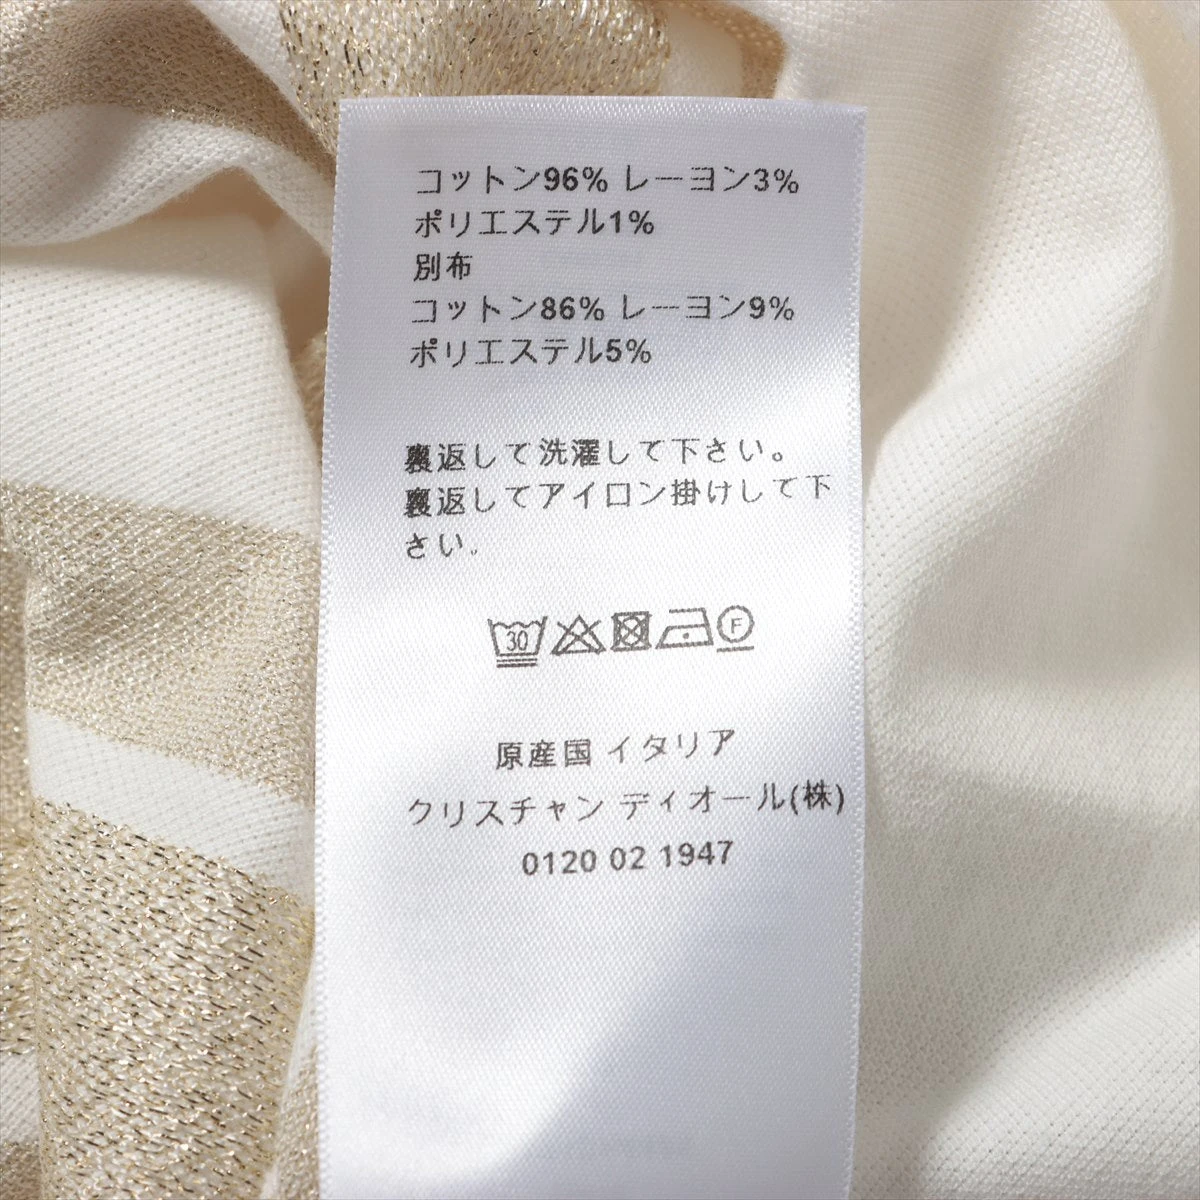 コットン96% レーヨン3%
ポリエステル1%
別布
コットン86% レーヨン9%
ポリエステル5%
裏返して洗濯して下さい。
裏返してアイロン掛けして下
さい。
30 F
原産国 イタリア
クリスチャン ディオール(株)
0120 02 1947